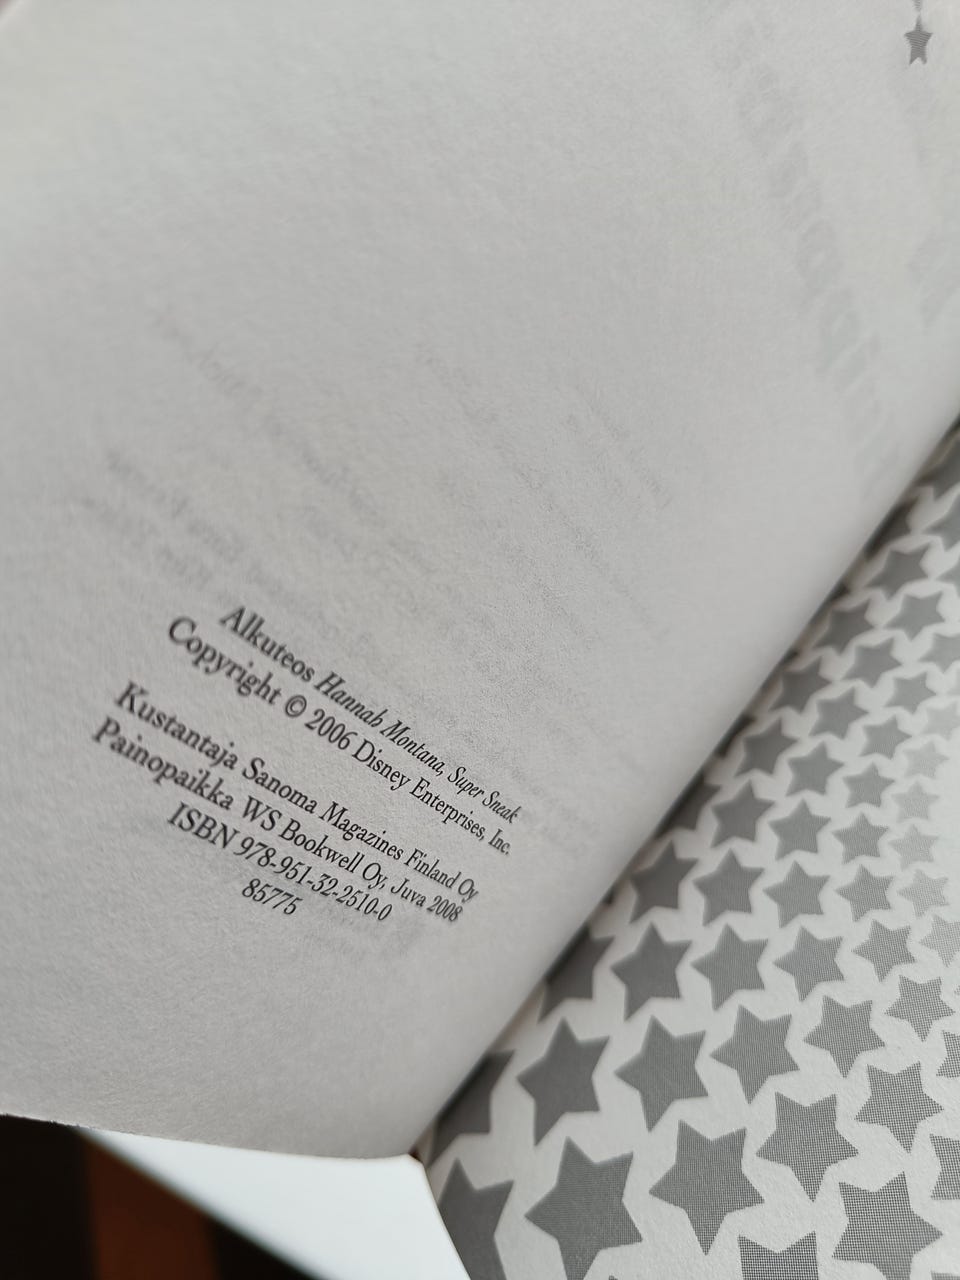 Alkuteos Hannah Montana, Super Sneak
Copyright © 2006 Disney Enterprises, Inc.
Kustantaja Sanoma Magazines Finland Oy
Painopaikka WS Bookwell Oy, Juva 2008
ISBN 978-951-32-2510-0
85775